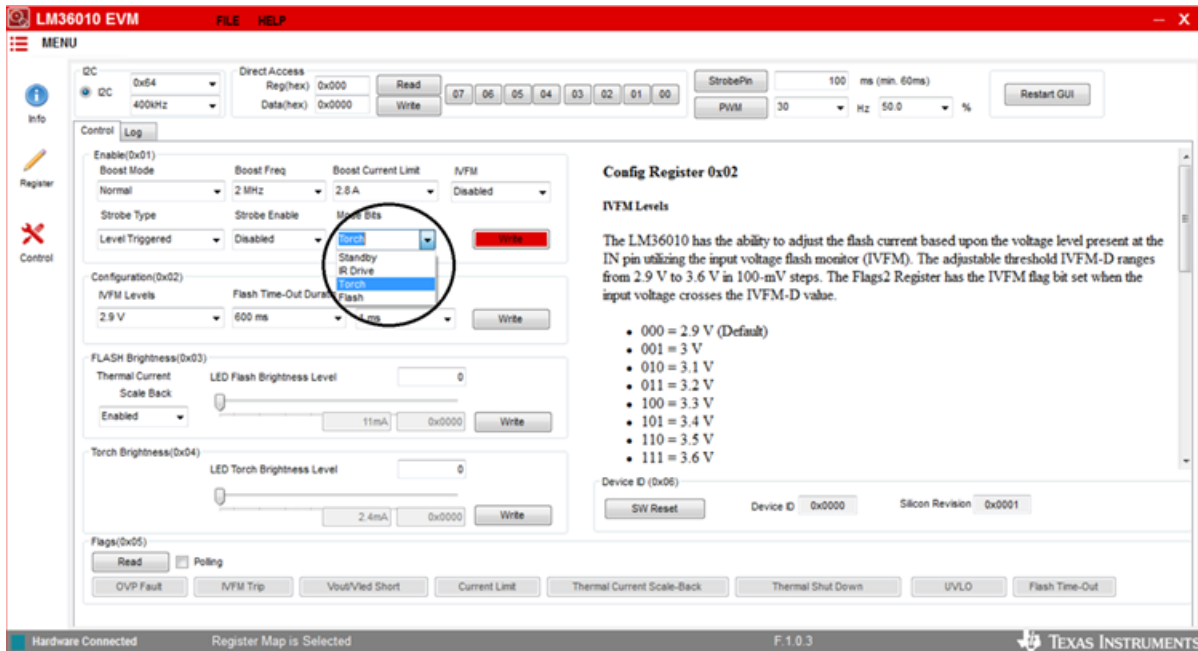 LM36010 EVM FILE HELP
MENU
I2C
I2C 0x64
400kHz
Direct Access
Reg(hex) 0x000 Read
Data(hex) 0x0000 Write
07 06 05 04 03 02 01 00
StrobePin 100 ms (min. 60ms)
PWM 30 Hz 50.0 %
Restart GUI
Info
Register
Control
Control Log
Enable(0x01)
Boost Mode Boost Freq Boost Current Limit IVFM
Normal 2 MHz 2.8 A Disabled
Strobe Type Strobe Enable Mode Bits
Level Triggered Disabled Torch Write
Standby
IR Drive
Torch
Flash
Configuration(0x02)
IVFM Levels Flash Time-Out
2.9 V 600 ms 1 ms Write
FLASH Brightness(0x03)
Thermal Current
Scale Back
LED Flash Brightness Level 0
Enabled
11mA 0x0000 Write
Torch Brightness(0x04)
LED Torch Brightness Level 0
2.4mA 0x0000 Write
Flags(0x05)
Read Polling
OVP Fault IVFM Trip Vout/Vled Short Current Limit Thermal Current Scale-Back Thermal Shut Down UVLO Flash Time-Out
Config Register 0x02
IVFM Levels
The LM36010 has the ability to adjust the flash current based upon the voltage level present at the
IN pin utilizing the input voltage flash monitor (IVFM). The adjustable threshold IVFM-D ranges
from 2.9 V to 3.6 V in 100-mV steps. The Flags2 Register has the IVFM flag bit set when the
input voltage crosses the IVFM-D value.
• 000 = 2.9 V (Default)
• 001 = 3 V
• 010 = 3.1 V
• 011 = 3.2 V
• 100 = 3.3 V
• 101 = 3.4 V
• 110 = 3.5 V
• 111 = 3.6 V
Device ID (0x06)
SW Reset Device ID 0x0000 Silicon Revision 0x0001
Hardware Connected Register Map is Selected F.1.0.3 TEXAS INSTRUMENTS